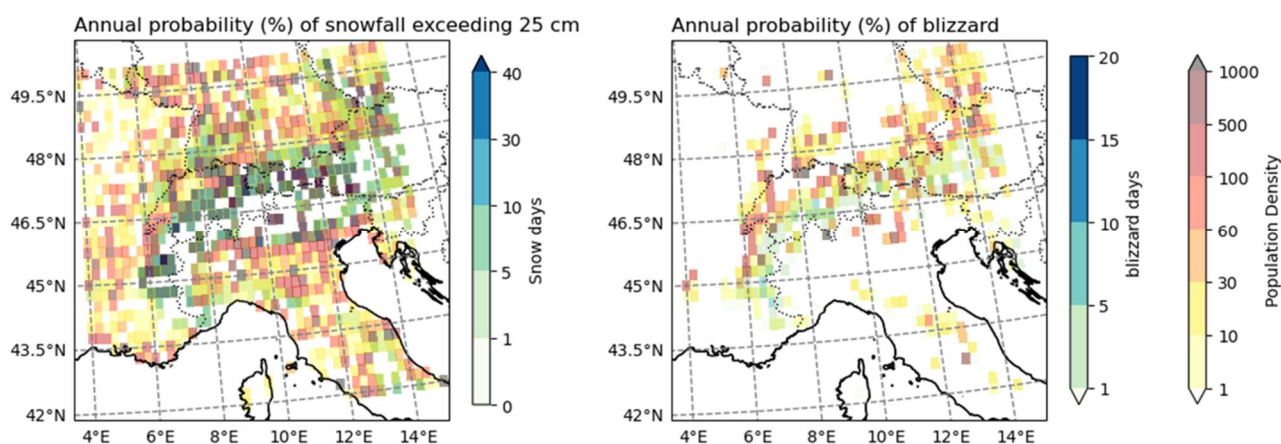 Annual probability (%) of snowfall exceeding 25 cm
49.5°N
48°N
46.5°N
45°N
43.5°N
42°N
4°E 6°E 8°E 10°E 12°E 14°E
40
30
10
5
1
0
Snow days
Annual probability (%) of blizzard
49.5°N
48°N
46.5°N
45°N
43.5°N
42°N
4°E 6°E 8°E 10°E 12°E 14°E
20
15
10
5
1
blizzard days
1000
500
100
60
30
10
1
Population Density